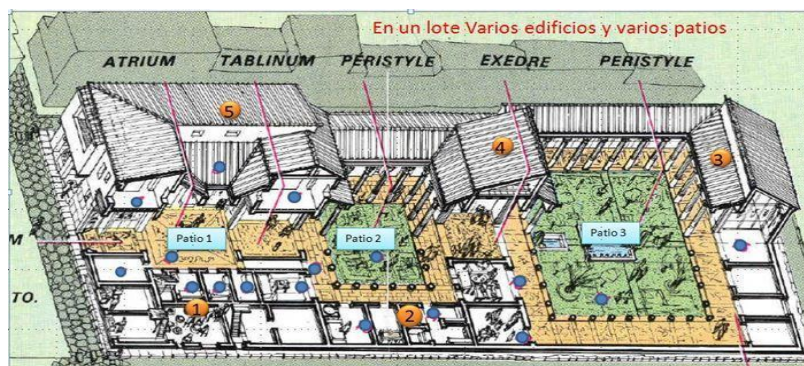 En un lote Varios edificios y varios patios
ATRIUM TABLINUM PERISTYLE EXEDRE PERISTYLE
5
4
3
M
Patio 1 Patio 2 Patio 3
TO.
1
2